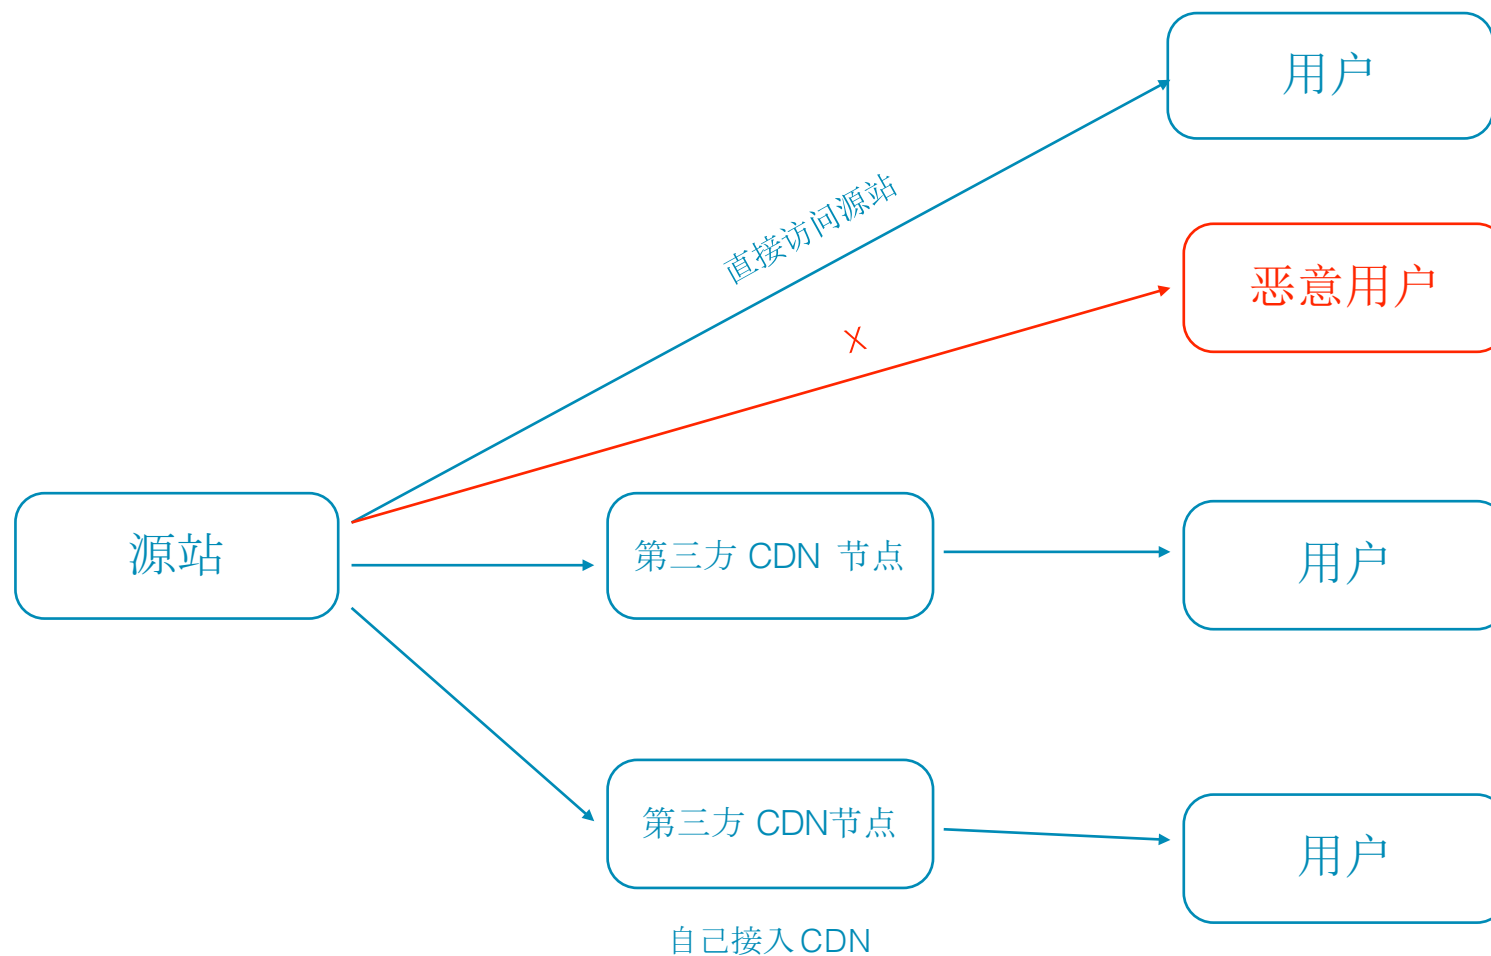 用户
直接访问源站
恶意用户
X
源站
第三方 CDN 节点
用户
第三方 CDN节点
用户
自己接入CDN